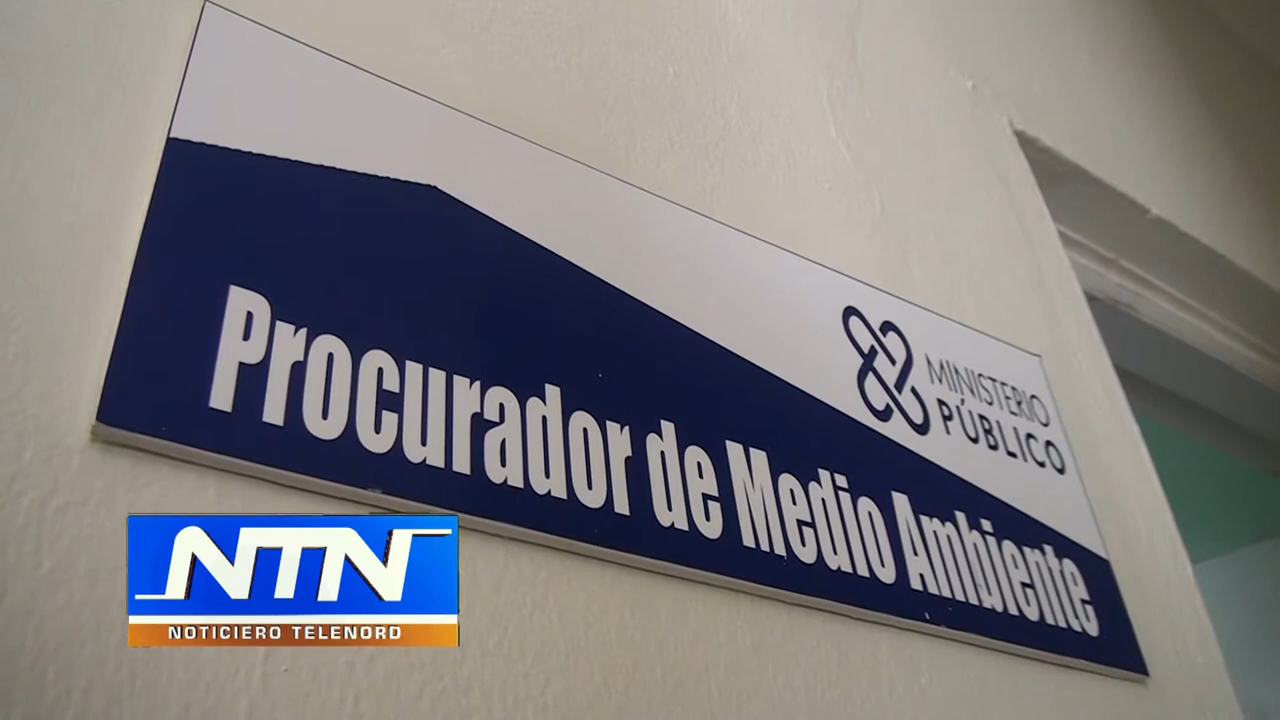 MINISTERIO
PÚBLICO
Procurador de Medio Ambiente
NTN
NOTICIERO TELENORD